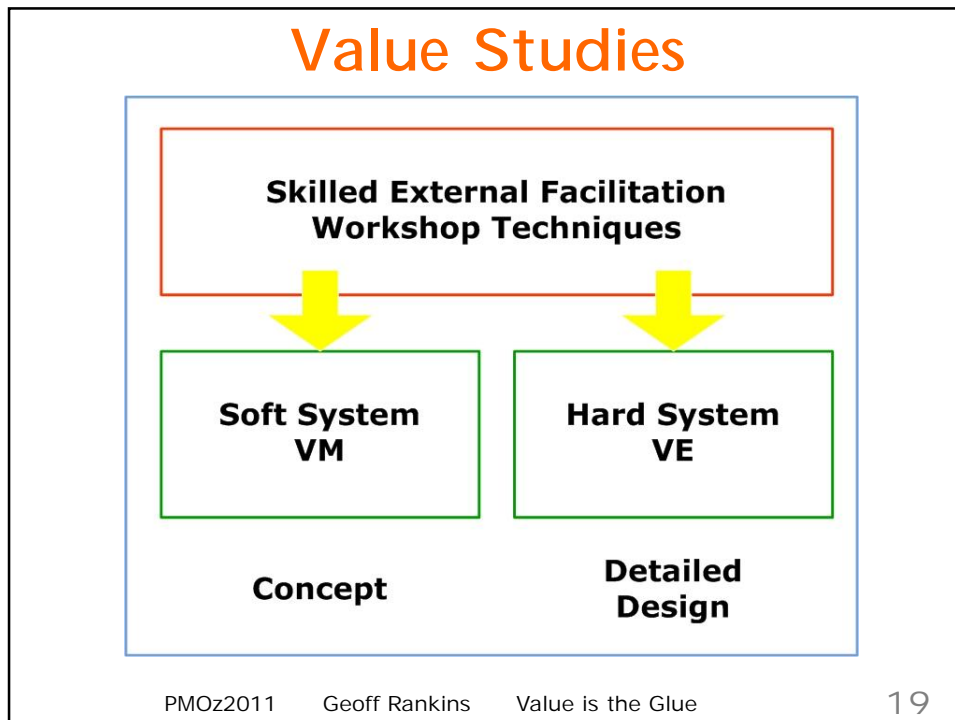 Value Studies
Skilled External Facilitation
Workshop Techniques
Soft System
VM
Hard System
VE
Concept
Detailed
Design
PMOz2011 Geoff Rankins Value is the Glue 19